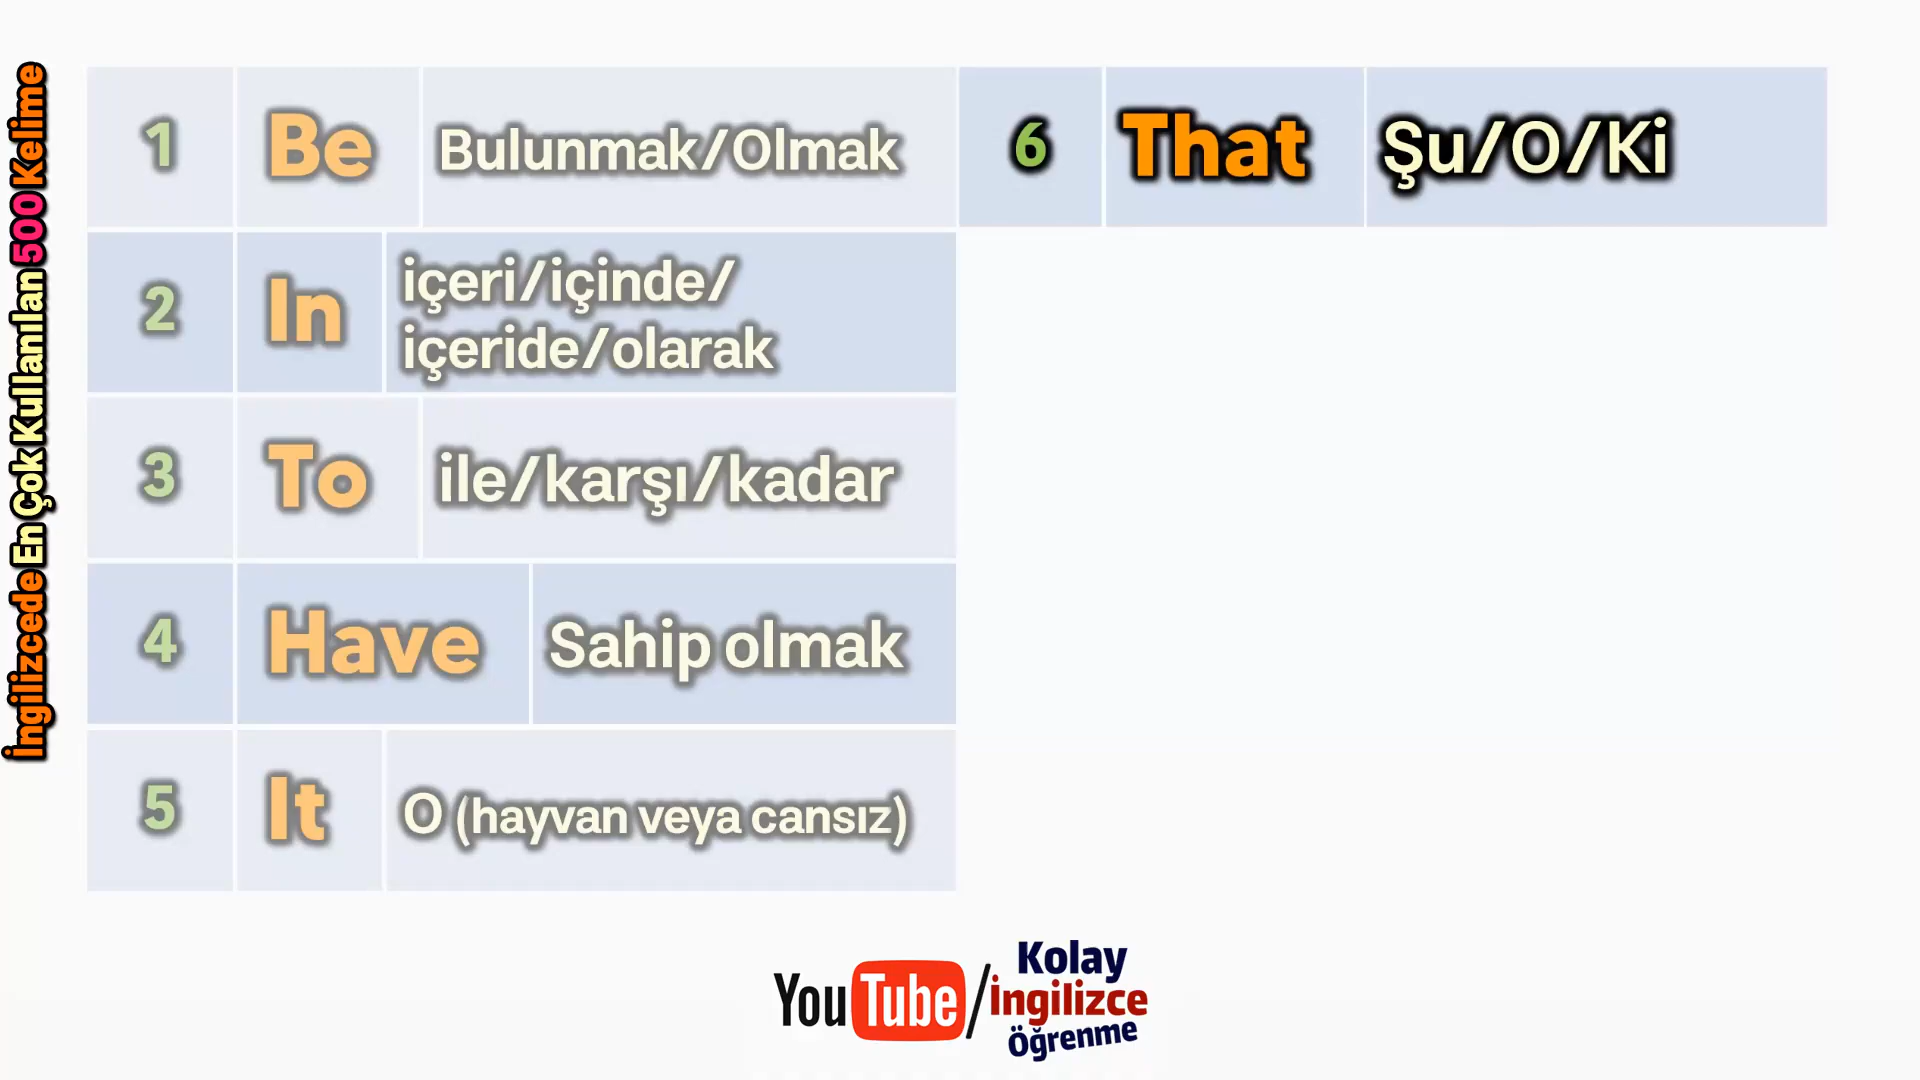 İngilizcede En Çok Kullanılan 500 Kelime
1 Be Bulunmak/Olmak
2 In içeri/içinde/
içeride/olarak
3 To ile/karşı/kadar
4 Have Sahip olmak
5 It O (hayvan veya cansız)
6 That Şu/O/Ki
YouTube/Kolay
İngilizce
Öğrenme